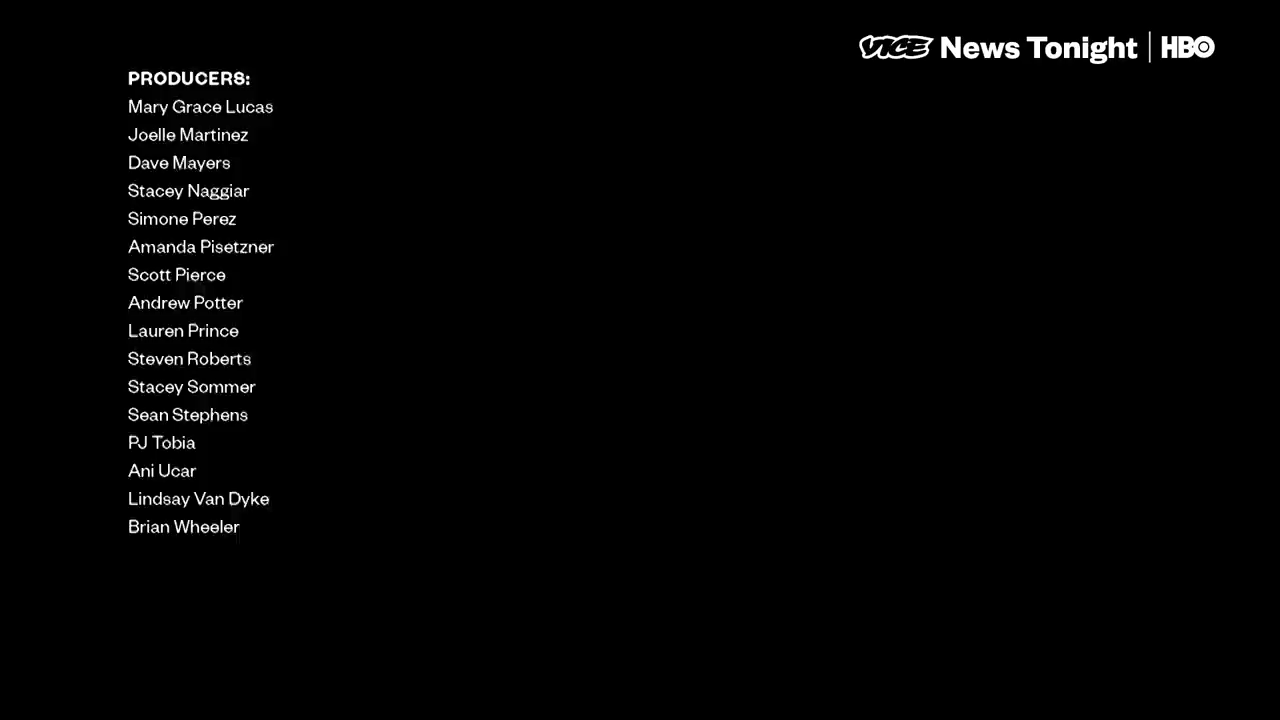 VICE News Tonight | HBO
PRODUCERS:
Mary Grace Lucas
Joelle Martinez
Dave Mayers
Stacey Naggiar
Simone Perez
Amanda Pisetzner
Scott Pierce
Andrew Potter
Lauren Prince
Steven Roberts
Stacey Sommer
Sean Stephens
PJ Tobia
Ani Ucar
Lindsay Van Dyke
Brian Wheeler